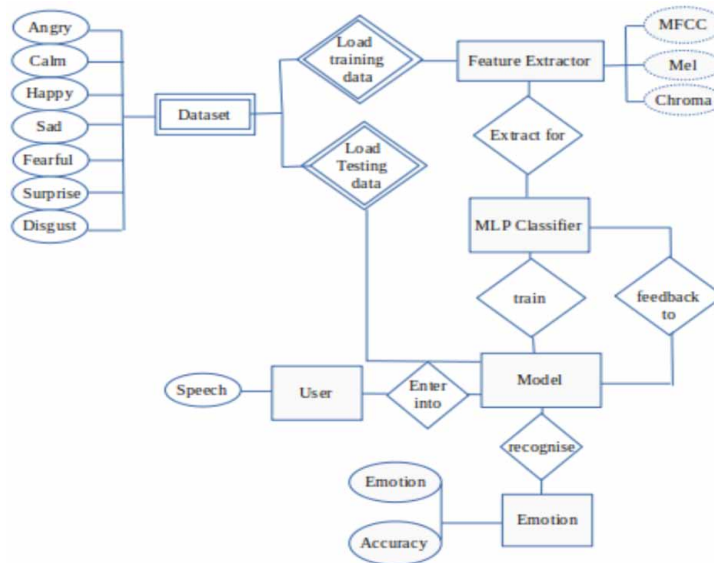 Angry
Calm
Happy
Sad
Fearful
Surprise
Disgust
Dataset
Load
training
data
Load
Testing
data
Feature Extractor
MFCC
Mel
Chroma
Extract for
MLP Classifier
train
feedback
to
Speech
User
Enter
into
Model
recognise
Emotion
Accuracy
Emotion